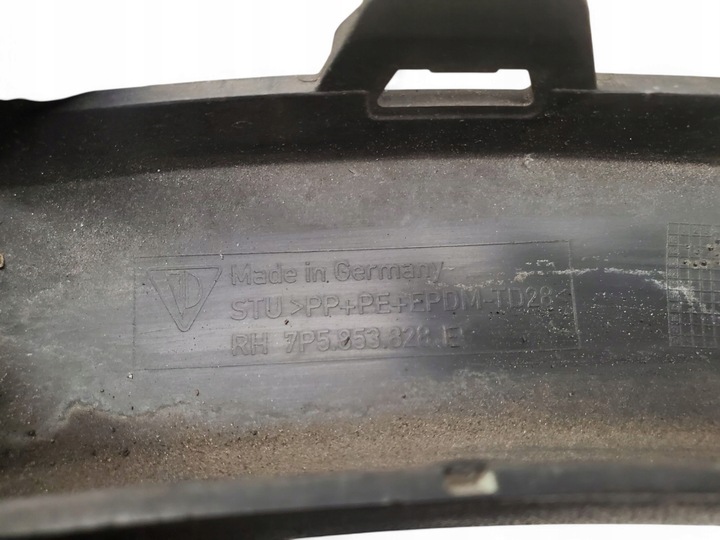 Made in Germany
STU >PP+PE+EPDM-TD28<
RH 7P5.853.828.E